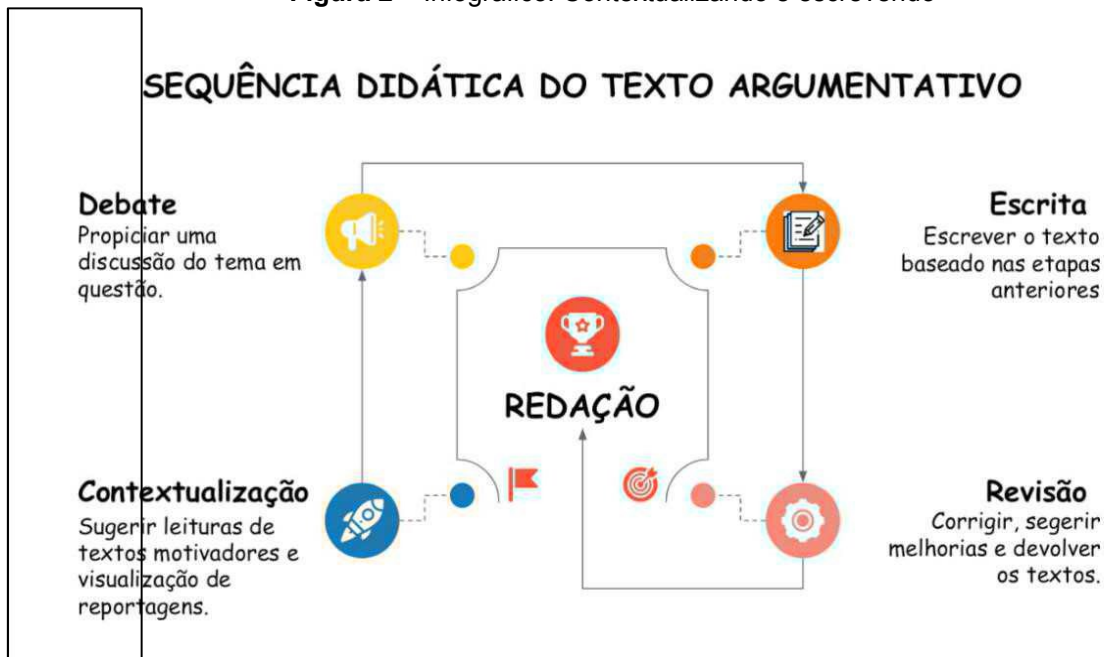 SEQUÊNCIA DIDÁTICA DO TEXTO ARGUMENTATIVO
Debate
Propiciar uma
discussão do tema em
questão.
Escrita
Escrever o texto
baseado nas etapas
anteriores
REDAÇÃO
Contextualização
Sugerir leituras de
textos motivadores e
visualização de
reportagens.
Revisão
Corrigir, segerir
melhorias e devolver
os textos.